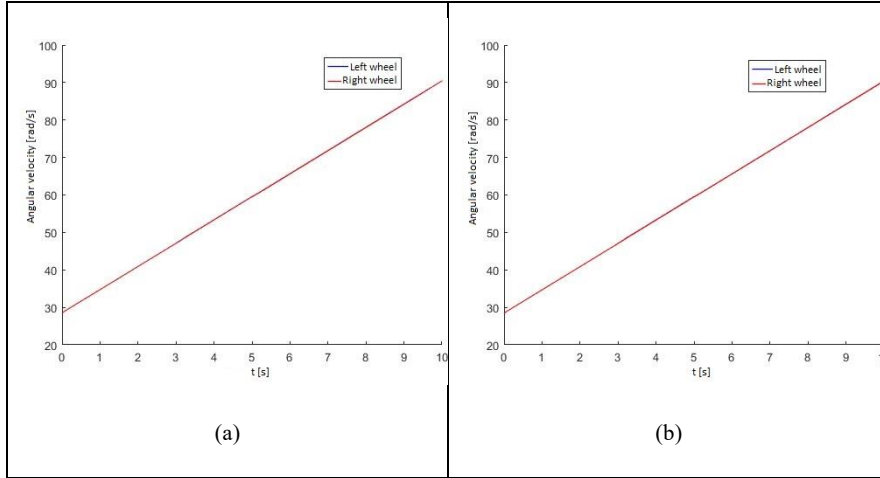 100
90
80
70
60
50
40
30
20
Angular velocity [rad/s]
Left wheel
Right wheel
0 1 2 3 4 5 6 7 8 9 10
t [s]
(a)
100
90
80
70
60
50
40
30
20
Angular velocity [rad/s]
Left wheel
Right wheel
0 1 2 3 4 5 6 7 8 9
t [s]
(b)